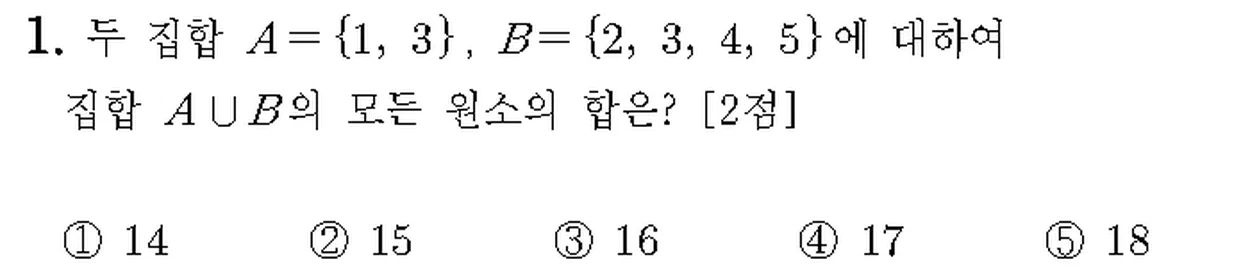 1. 두 집합 A={1, 3}, B={2, 3, 4, 5}에 대하여
집합 A∪B의 모든 원소의 합은? [2점]
① 14 ② 15 ③ 16 ④ 17 ⑤ 18